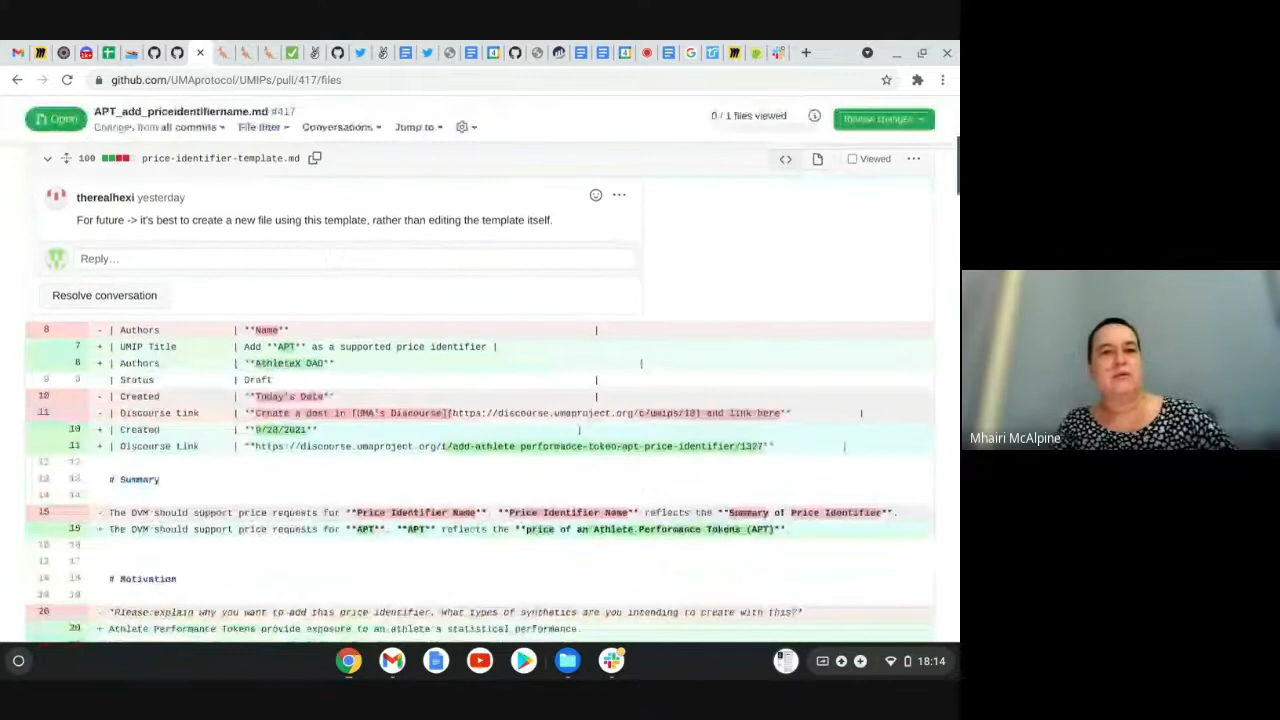 github.com/UMAprotocol/UMIPs/pull/417/files
Open
APT_add_priceidentifiername.md #417
0 / 1 files viewed
Review changes
Changes from all commits
File filter
Conversations
Jump to
100
price-identifier-template.md
Viewed
therealhexi yesterday
For future -> it's best to create a new file using this template, rather than editing the template itself.
Reply...
Resolve conversation
8 - | Authors | **Name** |
7 + | UMIP Title | Add **APT** as a supported price identifier |
8 + | Authors | **AthleteX DAO** |
9 9 | Status | Draft |
10 - | Created | **Today's Date**
11 - | Discourse Link | **Create a post in [UMA's Discourse](https://discourse.umaproject.org/c/umips/18) and link here** |
10 + | Created | **9/28/2021** |
11 + | Discourse Link | **https://discourse.umaproject.org/t/add-athlete-performance-token-apt-price-identifier/1327** |
12 12
13 13 # Summary
14 14
15 - The DVM should support price requests for **Price Identifier Name** **Price Identifier Name** reflects the **Summary of Price Identifier**.
15 + The DVM should support price requests for **APT**. **APT** reflects the **price of an Athlete Performance Tokens (APT)**.
# Motivation
20 - *Please explain why you want to add this price identifier. What types of synthetics are you intending to create with this?*
20 + Athlete Performance Tokens provide exposure to an athlete's statistical performance.
18:14
Mhairi McAlpine